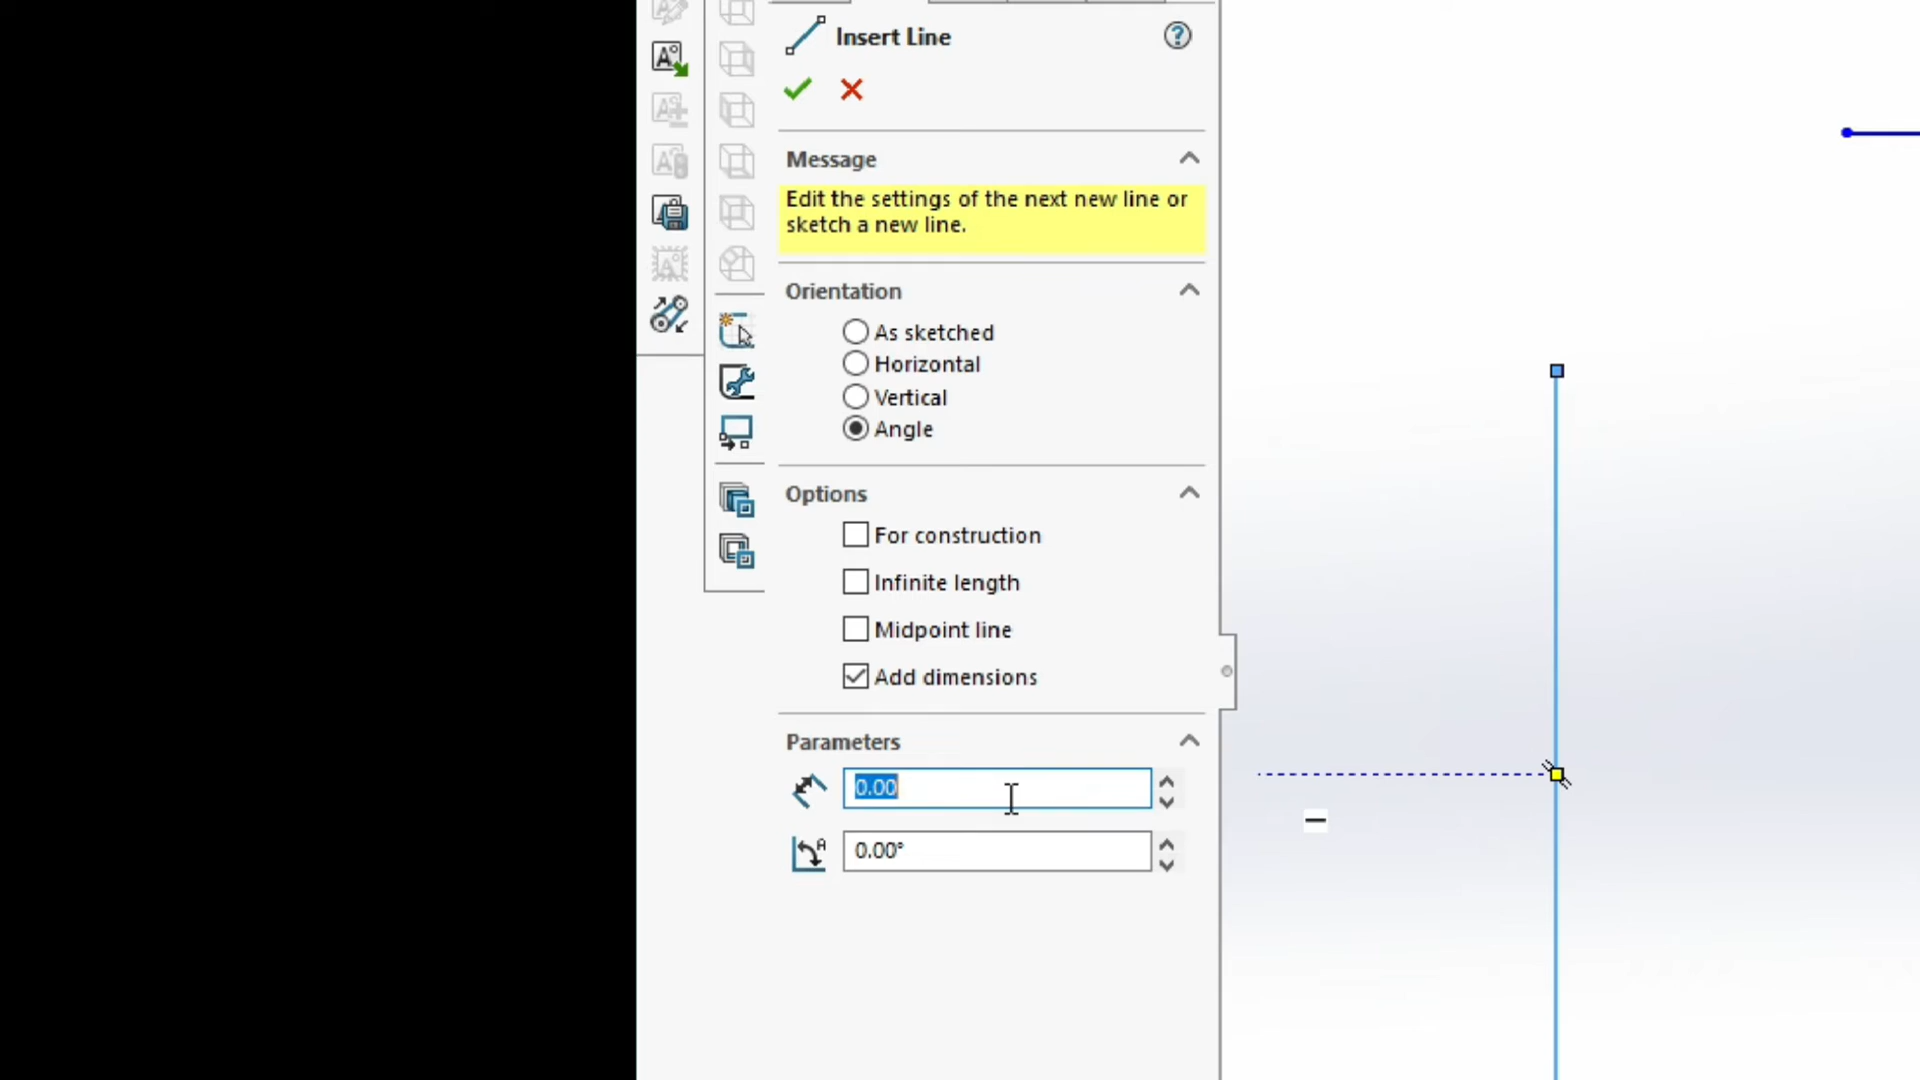 Insert Line
Message
Edit the settings of the next new line or
sketch a new line.
Orientation
As sketched
Horizontal
Vertical
Angle
Options
For construction
Infinite length
Midpoint line
Add dimensions
Parameters
0.00
0.00°